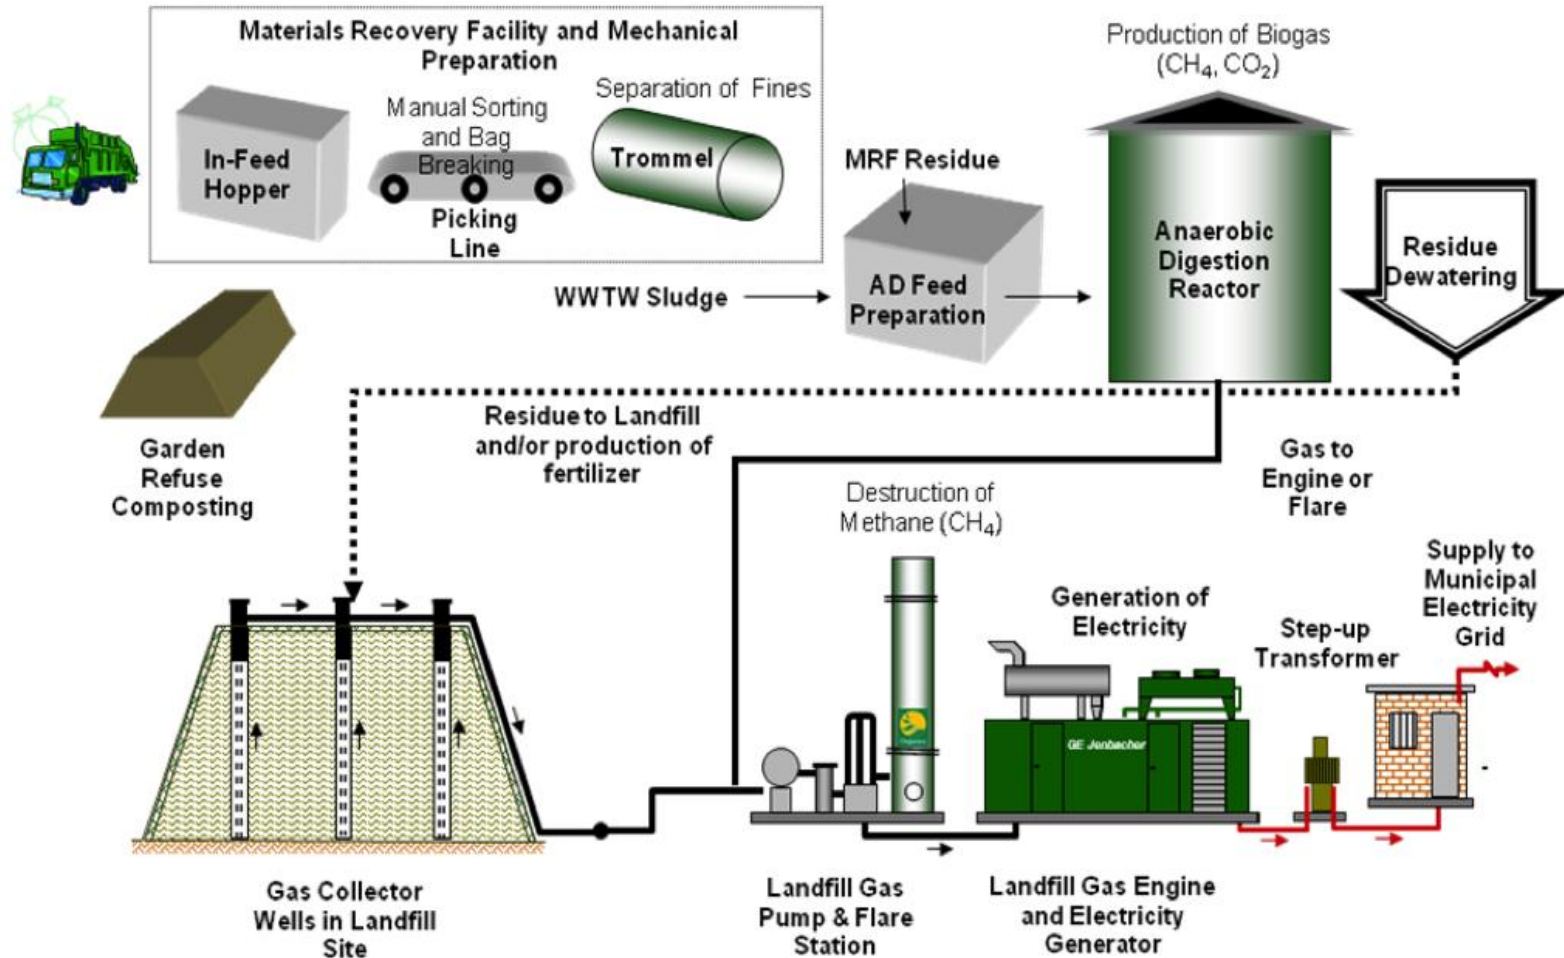 Materials Recovery Facility and Mechanical
Preparation
In-Feed
Hopper
Manual Sorting
and Bag
Breaking
Picking
Line
Separation of Fines
Trommel
MRF Residue
WWTW Sludge
AD Feed
Preparation
Production of Biogas
(CH₄, CO₂)
Anaerobic
Digestion
Reactor
Residue
Dewatering
Garden
Refuse
Composting
Residue to Landfill
and/or production of
fertilizer
Gas to
Engine or
Flare
Destruction of
Methane (CH₄)
Generation of
Electricity
Step-up
Transformer
Supply to
Municipal
Electricity
Grid
GE Jenbacher
Gas Collector
Wells in Landfill
Site
Landfill Gas
Pump & Flare
Station
Landfill Gas Engine
and Electricity
Generator